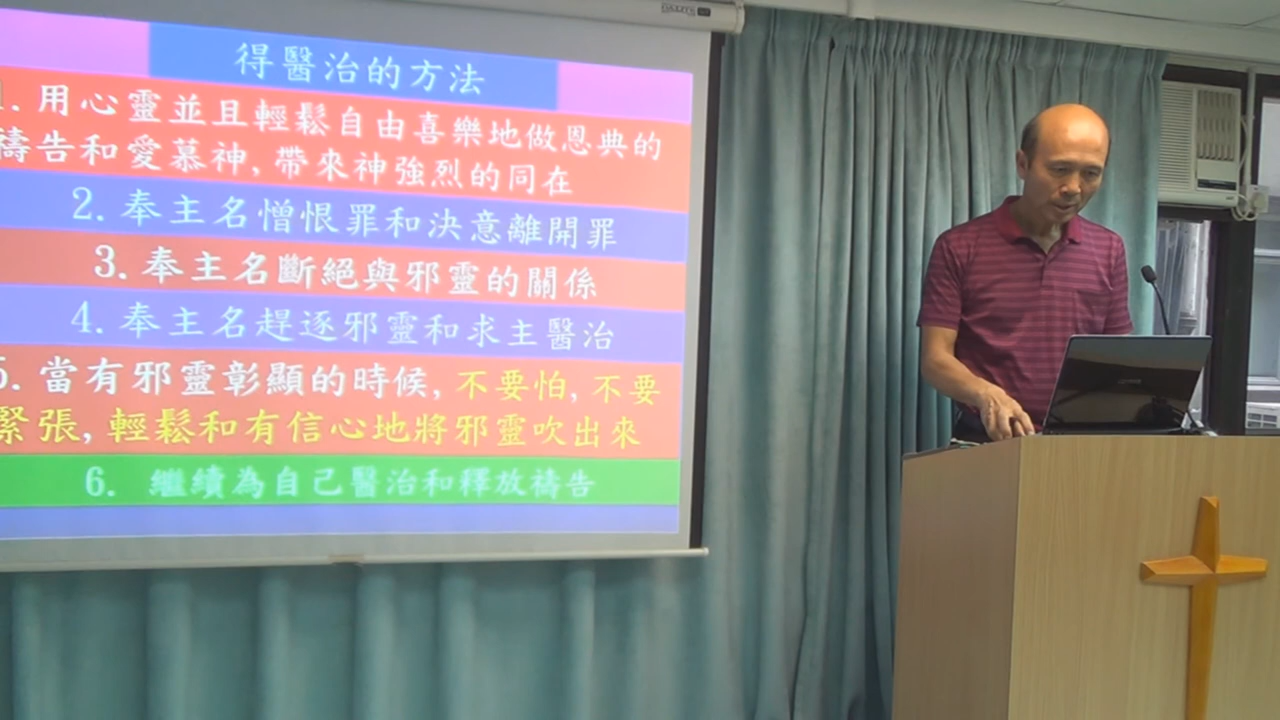 得醫治的方法
1. 用心靈並且輕鬆自由喜樂地做恩典的
禱告和愛慕神, 帶來神強烈的同在
2. 奉主名憎恨罪和決意離開罪
3. 奉主名斷絕與邪靈的關係
4. 奉主名趕逐邪靈和求主醫治
5. 當有邪靈彰顯的時候, 不要怕, 不要
緊張, 輕鬆和有信心地將邪靈吹出來
6. 繼續為自己醫治和釋放禱告